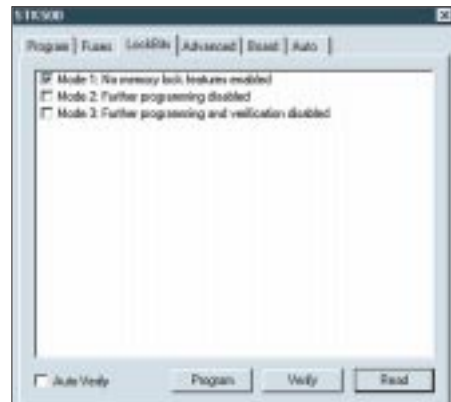 STK500
Program Fuses LockBits Advanced Board Auto
Mode 1: No memory lock features enabled
Mode 2: Further programming disabled
Mode 3: Further programming and verification disabled
Auto Verify Program Verify Read